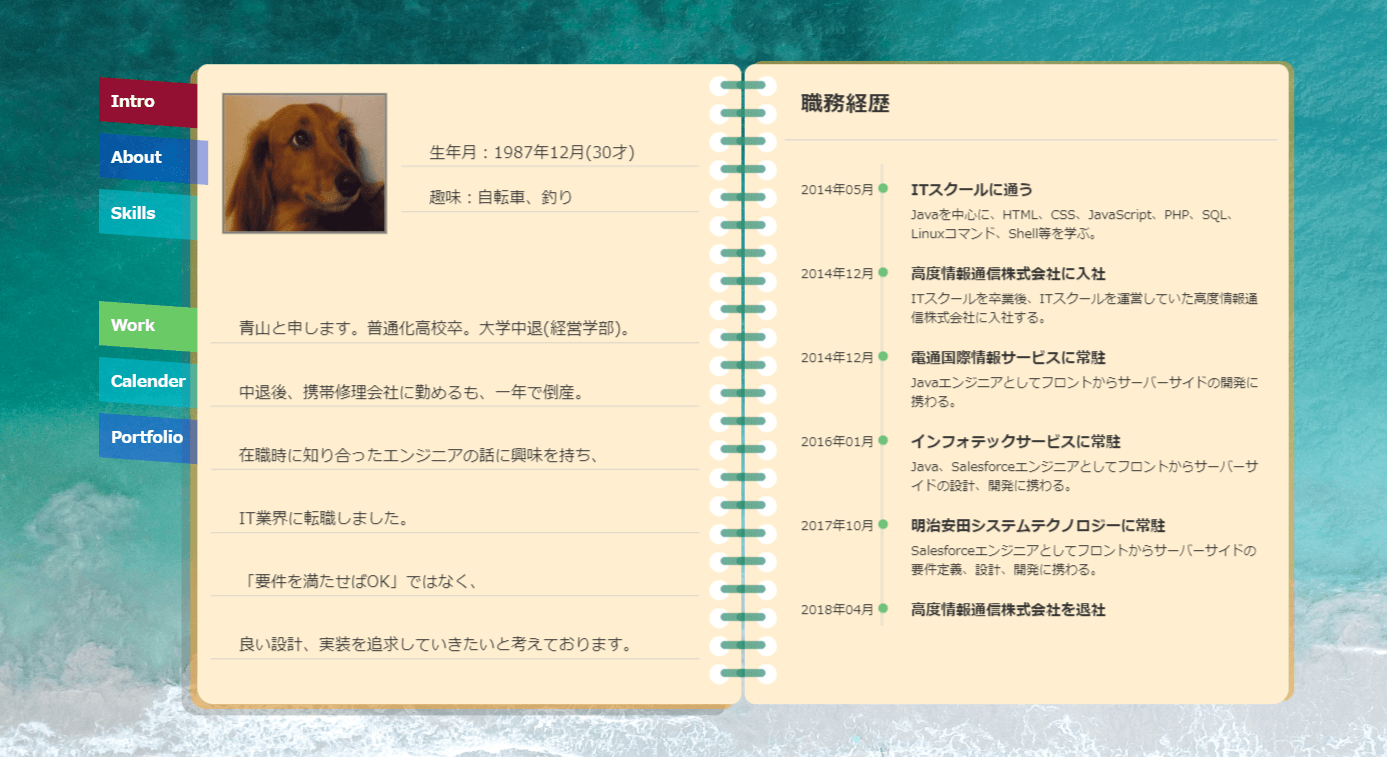 Intro
About
Skills
Work
Calender
Portfolio
生年月：1987年12月(30才)
趣味：自転車、釣り
青山と申します。普通化高校卒。大学中退(経営学部)。
中退後、携帯修理会社に勤めるも、一年で倒産。
在職時に知り合ったエンジニアの話に興味を持ち、
IT業界に転職しました。
「要件を満たせばOK」ではなく、
良い設計、実装を追求していきたいと考えております。
職務経歴
2014年05月 ITスクールに通う
Javaを中心に、HTML、CSS、JavaScript、PHP、SQL、
Linuxコマンド、Shell等を学ぶ。
2014年12月 高度情報通信株式会社に入社
ITスクールを卒業後、ITスクールを運営していた高度情報通
信株式会社に入社する。
2014年12月 電通国際情報サービスに常駐
Javaエンジニアとしてフロントからサーバーサイドの開発に
携わる。
2016年01月 インフォテックサービスに常駐
Java、Salesforceエンジニアとしてフロントからサーバーサ
イドの設計、開発に携わる。
2017年10月 明治安田システムテクノロジーに常駐
Salesforceエンジニアとしてフロントからサーバーサイドの
要件定義、設計、開発に携わる。
2018年04月 高度情報通信株式会社を退社